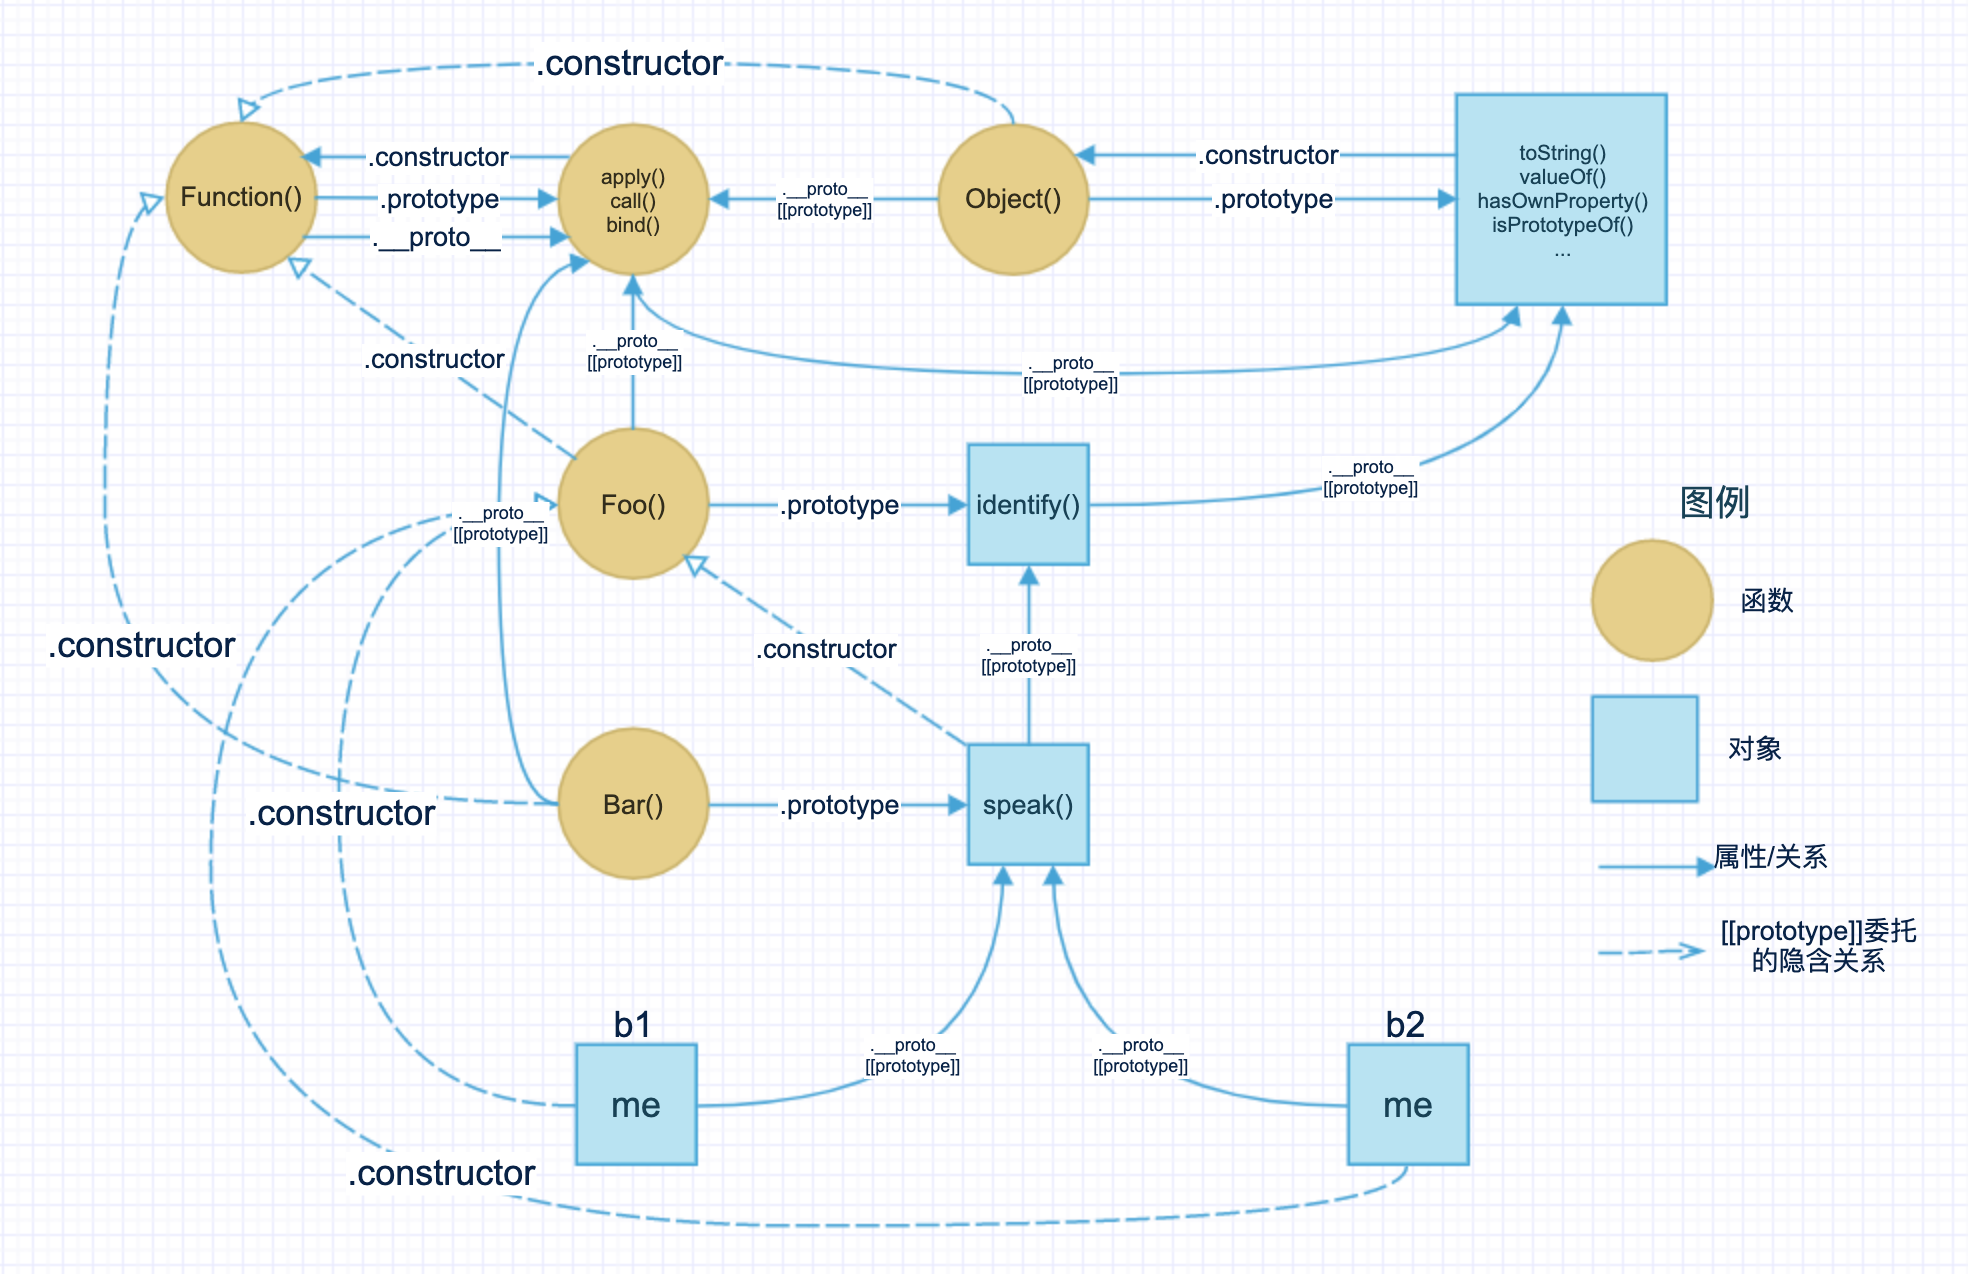 .constructor
Function()
.constructor
.prototype
.__proto__
apply()
call()
bind()
.__proto__
[[prototype]]
Object()
.constructor
.prototype
toString()
valueOf()
hasOwnProperty()
isPrototypeOf()
...
.constructor
.__proto__
[[prototype]]
.__proto__
[[prototype]]
.__proto__
[[prototype]]
Foo()
.prototype
identify()
.__proto__
[[prototype]]
图例
函数
.constructor
.constructor
.__proto__
[[prototype]]
对象
.constructor
Bar()
.prototype
speak()
属性/关系
[[prototype]]委托
的隐含关系
b1
me
.__proto__
[[prototype]]
.__proto__
[[prototype]]
b2
me
.constructor